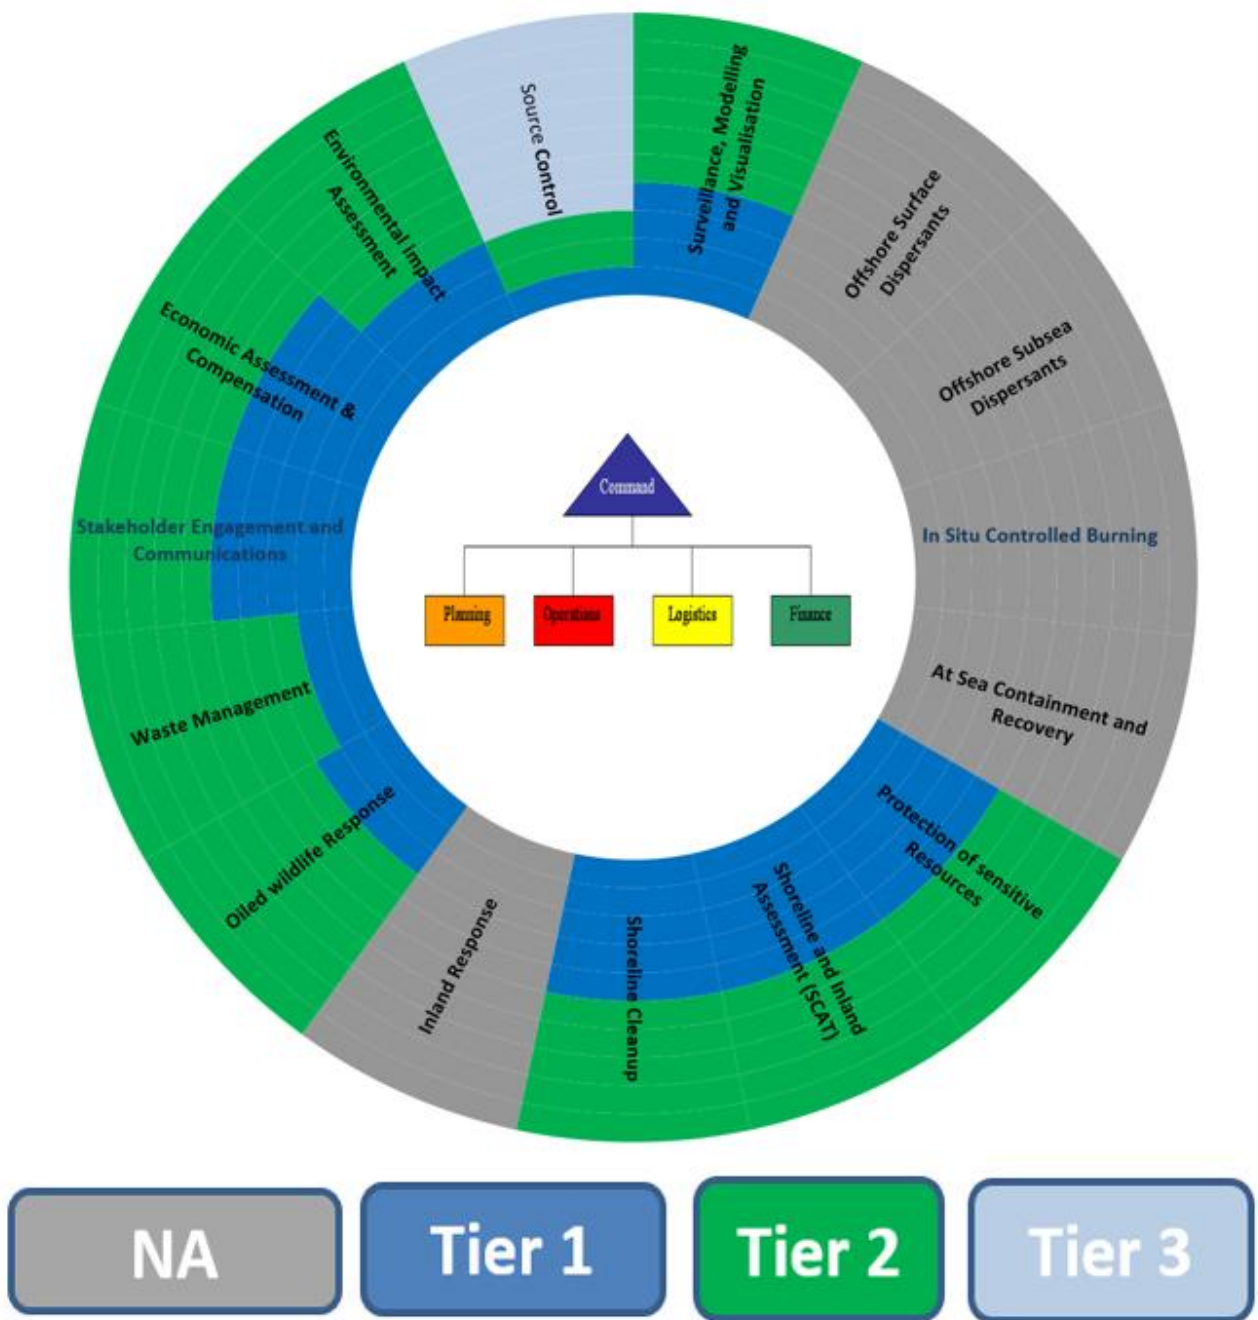 Surveillance, Modelling
and Visualisation
Offshore Surface
Dispersants
Offshore Subsea
Dispersants
In Situ Controlled Burning
At Sea Containment and
Recovery
Protection of sensitive
Resources
Shoreline and Inland
Assessment (SCAT)
Shoreline Cleanup
Inland Response
Oiled wildlife Response
Waste Management
Stakeholder Engagement and
Communications
Economic Assessment &
Compensation
Environmental impact
Assessment
Source Control
Command
Planning
Operations
Logistics
Finance
NA
Tier 1
Tier 2
Tier 3